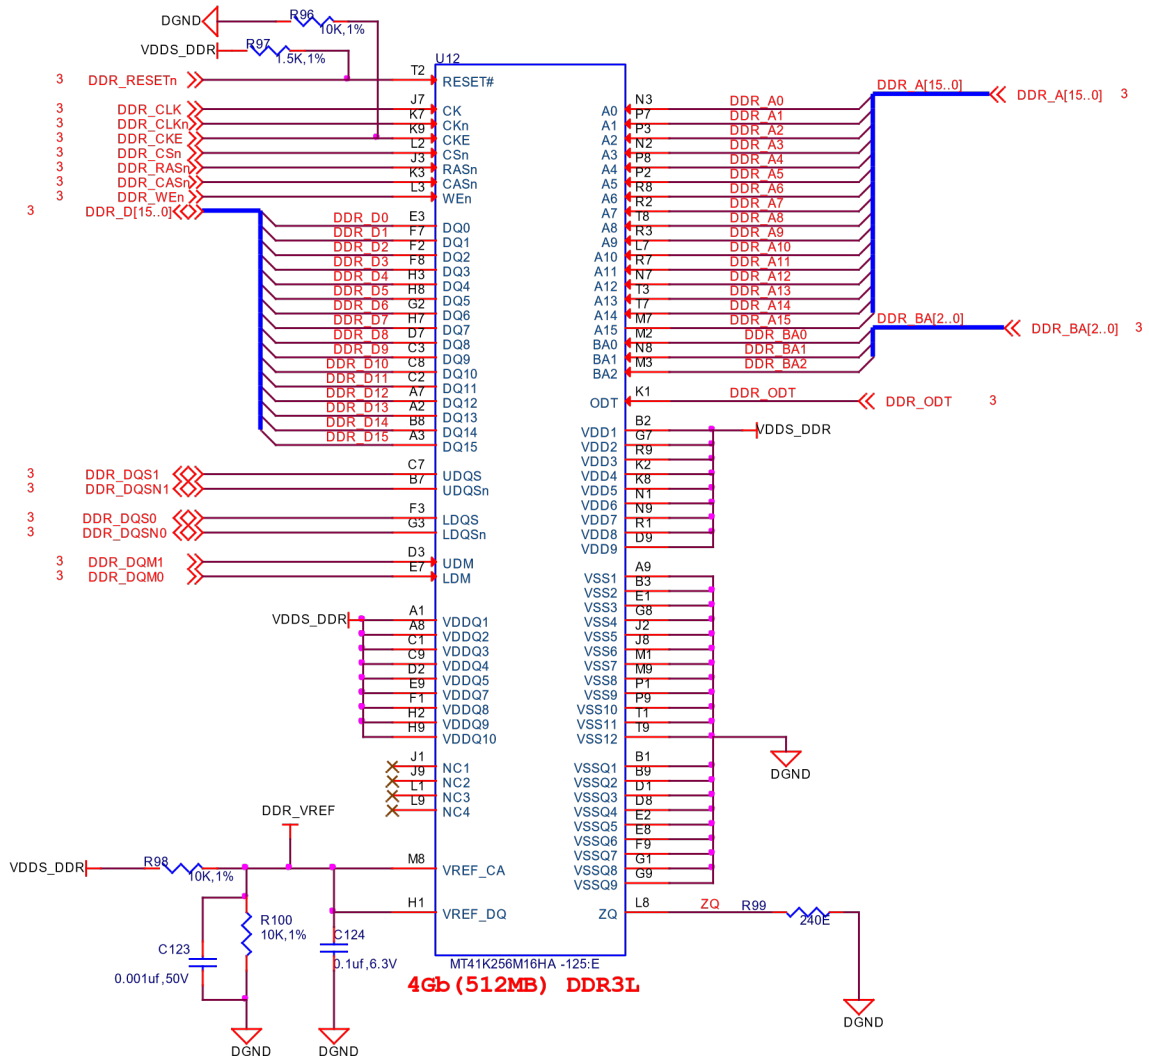 DGND
R96
10K,1%
VDDS_DDR
R97
1.5K,1%
U12
3 DDR_RESETn T2 RESET#
3 DDR_CLK J7 CK
3 DDR_CLKn K7 CKn
3 DDR_CKE K9 CKE
3 DDR_CSn L2 CSn
3 DDR_RASn J3 RASn
3 DDR_CASn K3 CASn
3 DDR_WEn L3 WEn
3 DDR_D[15..0]
DDR_D0 E3 DQ0
DDR_D1 F7 DQ1
DDR_D2 F2 DQ2
DDR_D3 F8 DQ3
DDR_D4 H3 DQ4
DDR_D5 H8 DQ5
DDR_D6 G2 DQ6
DDR_D7 H7 DQ7
DDR_D8 D7 DQ8
DDR_D9 C3 DQ9
DDR_D10 C8 DQ10
DDR_D11 C2 DQ11
DDR_D12 A7 DQ12
DDR_D13 A2 DQ13
DDR_D14 B8 DQ14
DDR_D15 A3 DQ15
3 DDR_DQS1 C7 UDQS
3 DDR_DQSN1 B7 UDQSn
3 DDR_DQS0 F3 LDQS
3 DDR_DQSN0 G3 LDQSn
3 DDR_DQM1 D3 UDM
3 DDR_DQM0 E7 LDM
VDDS_DDR
A1 VDDQ1
A8 VDDQ2
C1 VDDQ3
C9 VDDQ4
D2 VDDQ5
E9 VDDQ7
F1 VDDQ8
H2 VDDQ9
H9 VDDQ10
J1 NC1
J9 NC2
L1 NC3
L9 NC4
DDR_VREF
VDDS_DDR
R98
10K,1%
M8 VREF_CA
H1 VREF_DQ
R100
10K,1%
C123
0.001uf,50V
C124
0.1uf,6.3V
DGND
DGND
DDR_A[15..0]
DDR_A[15..0] 3
A0 N3 DDR_A0
A1 P7 DDR_A1
A2 P3 DDR_A2
A3 N2 DDR_A3
A4 P8 DDR_A4
A5 P2 DDR_A5
A6 R8 DDR_A6
A7 R2 DDR_A7
A8 T8 DDR_A8
A9 R3 DDR_A9
A10 L7 DDR_A10
A11 R7 DDR_A11
A12 N7 DDR_A12
A13 T3 DDR_A13
A14 T7 DDR_A14
A15 M7 DDR_A15
DDR_BA[2..0]
DDR_BA[2..0] 3
BA0 M2 DDR_BA0
BA1 N8 DDR_BA1
BA2 M3 DDR_BA2
ODT K1 DDR_ODT DDR_ODT 3
VDD1 B2 VDDS_DDR
VDD2 G7
VDD3 R9
VDD4 K2
VDD5 K8
VDD6 N1
VDD7 N9
VDD8 R1
VDD9 D9
VSS1 A9
VSS2 B3
VSS3 E1
VSS4 G8
VSS5 J2
VSS6 J8
VSS7 M1
VSS8 M9
VSS9 P1
VSS10 P9
VSS11 T1
VSS12 T9
DGND
VSSQ1 B1
VSSQ2 B9
VSSQ3 D1
VSSQ4 D8
VSSQ5 E2
VSSQ6 E8
VSSQ7 F9
VSSQ8 G1
VSSQ9 G9
ZQ L8 ZQ R99
240E
DGND
MT41K256M16HA -125:E
4Gb(512MB) DDR3L